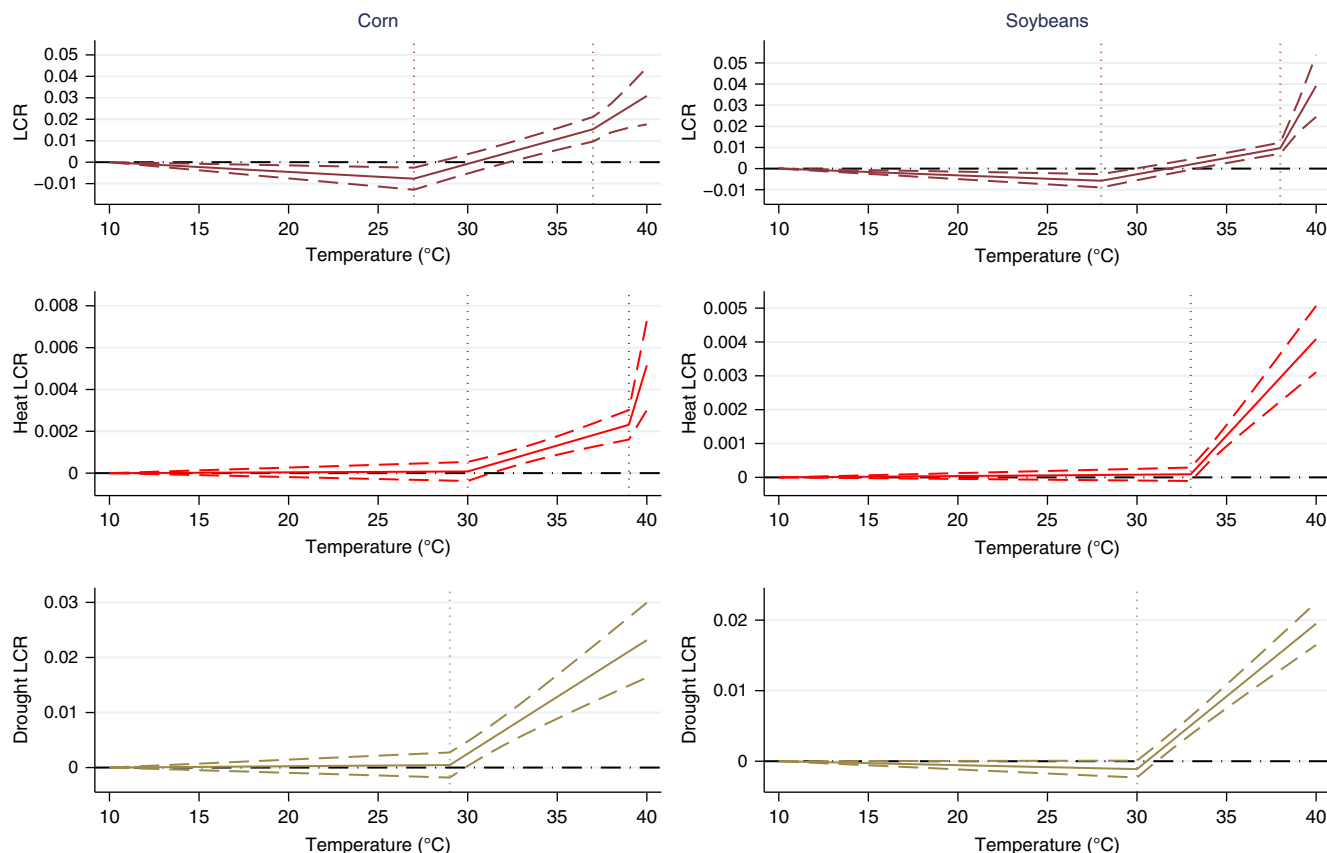 Corn
LCR
0.05
0.04
0.03
0.02
0.010
0
−0.01
10 15 20 25 30 35 40
Temperature (°C)
Soybeans
LCR
0.05
0.04
0.03
0.02
0.010
0
−0.01
10 15 20 25 30 35 40
Temperature (°C)
Heat LCR
0.008
0.006
0.004
0.002
0
10 15 20 25 30 35 40
Temperature (°C)
Heat LCR
0.005
0.004
0.003
0.002
0.001
0
10 15 20 25 30 35 40
Temperature (°C)
Drought LCR
0.03
0.02
0.01
0
10 15 20 25 30 35 40
Temperature (°C)
Drought LCR
0.02
0.01
0
10 15 20 25 30 35 40
Temperature (°C)